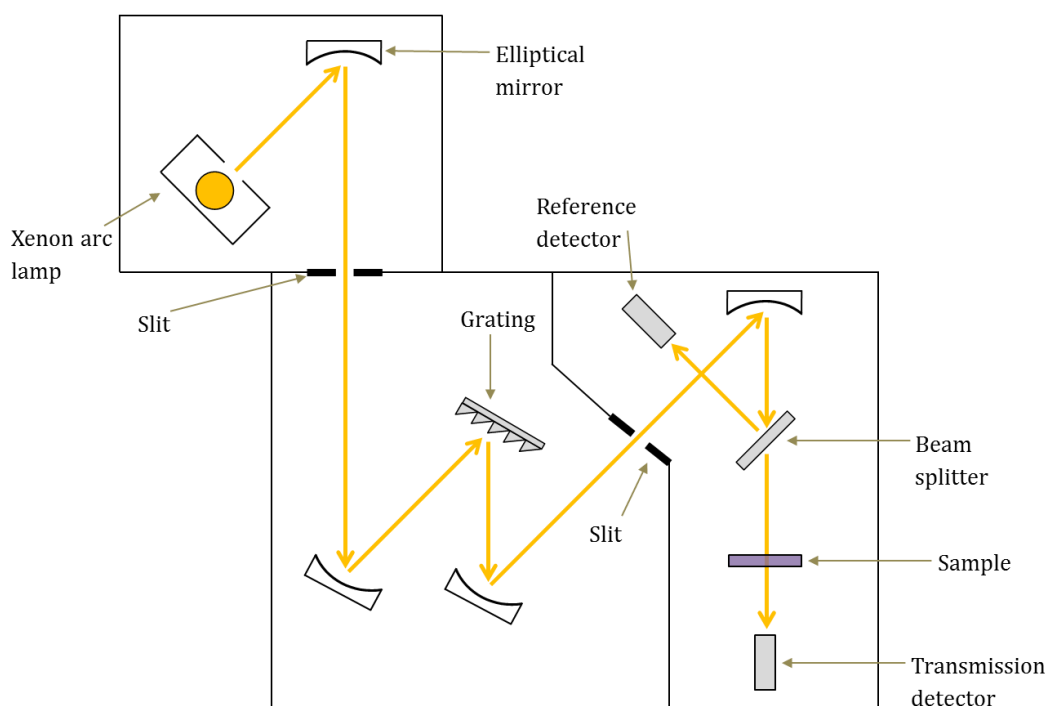 Elliptical
mirror
Xenon arc
lamp
Slit
Reference
detector
Grating
Beam
splitter
Slit
Sample
Transmission
detector